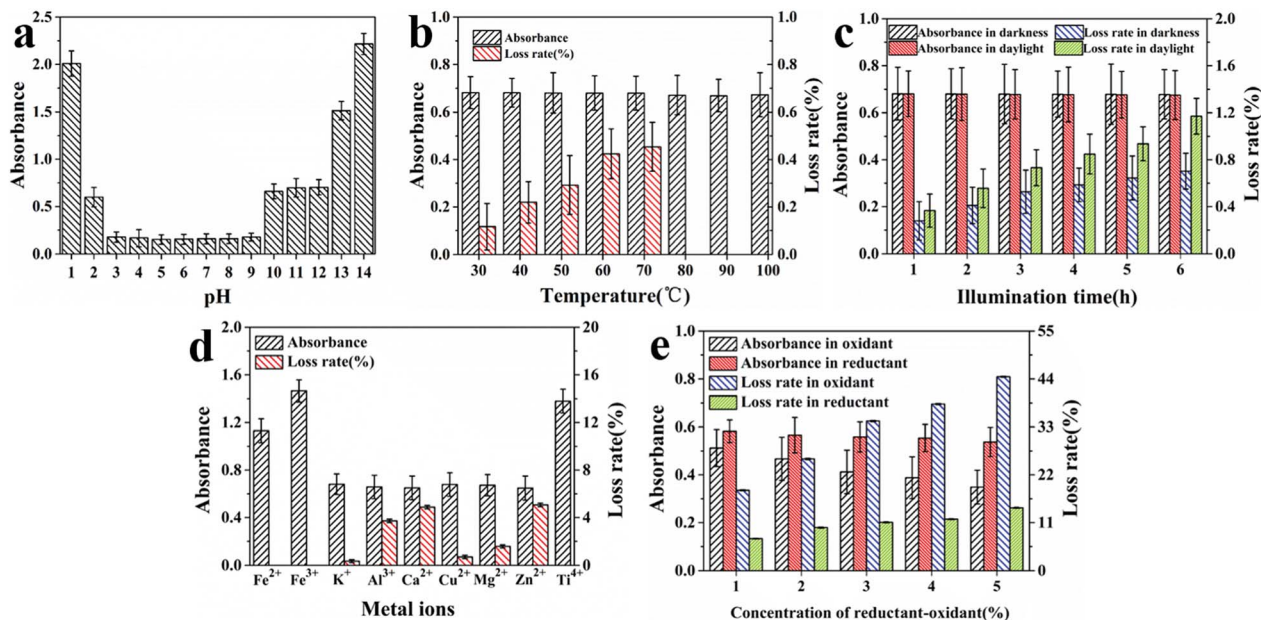 a
Absorbance
2.5
2.0
1.5
1.0
0.5
0.0
1 2 3 4 5 6 7 8 9 10 11 12 13 14
pH
b
Absorbance
1.0
0.8
0.6
0.4
0.2
0.0
Absorbance
Loss rate(%)
1.0
0.8
0.6
0.4
0.2
0.0
Loss rate(%)
30 40 50 60 70 80 90 100
Temperature(℃)
c
Absorbance
1.0
0.8
0.6
0.4
0.2
0.0
Absorbance in darkness
Loss rate in darkness
Absorbance in daylight
Loss rate in daylight
2.0
1.6
1.2
0.8
0.4
0.0
Loss rate(%)
1 2 3 4 5 6
Illumination time(h)
d
Absorbance
2.0
1.6
1.2
0.8
0.4
0.0
Absorbance
Loss rate(%)
20
16
12
8
4
0
Loss rate(%)
Fe²⁺ Fe³⁺ K⁺ Al³⁺ Ca²⁺ Cu²⁺ Mg²⁺ Zn²⁺ Ti⁴⁺
Metal ions
e
Absorbance
1.0
0.8
0.6
0.4
0.2
0.0
Absorbance in oxidant
Absorbance in reductant
Loss rate in oxidant
Loss rate in reductant
55
44
33
22
11
0
Loss rate(%)
1 2 3 4 5
Concentration of reductant-oxidant(%)